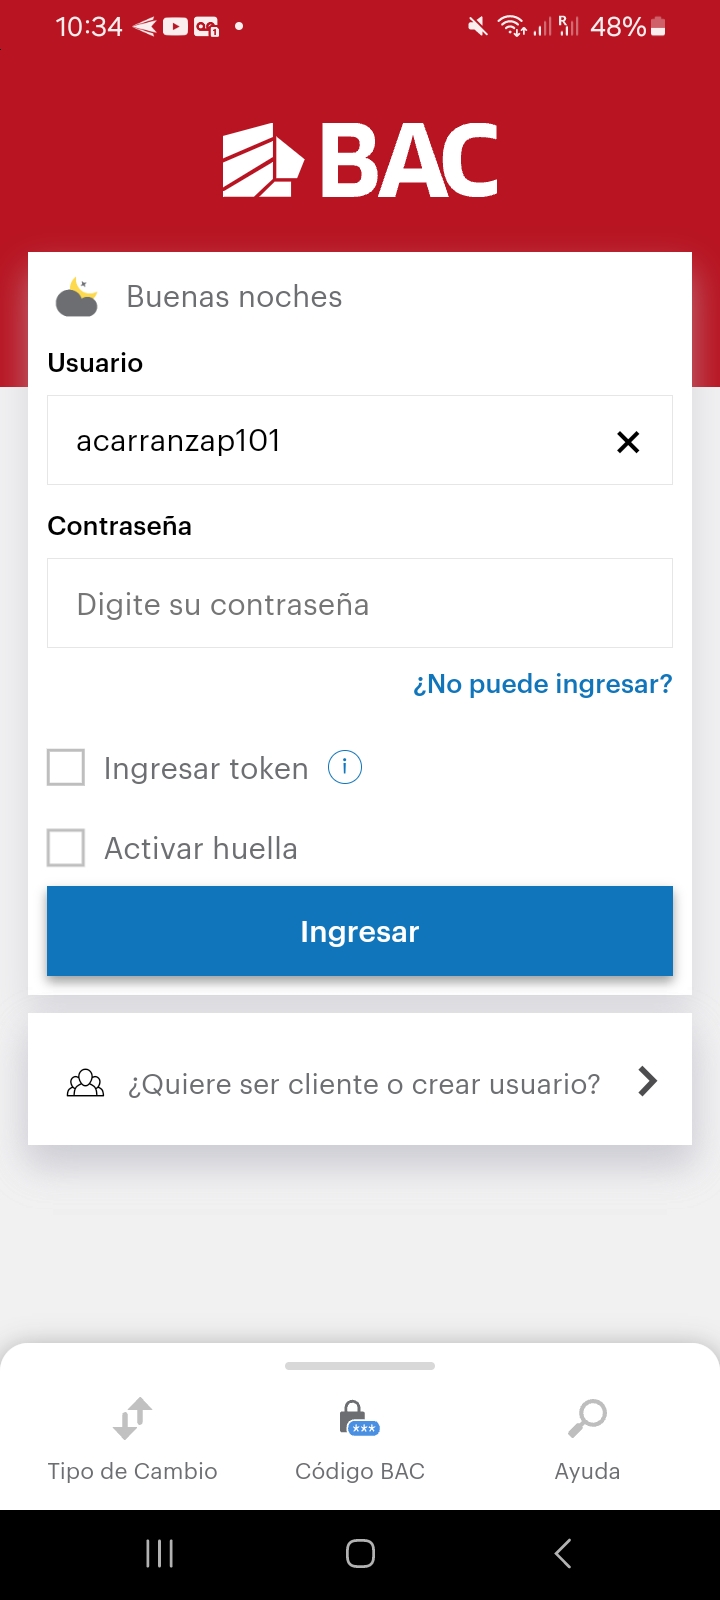 10:34 48%
BAC
Buenas noches
Usuario
acarranzap101
Contraseña
Digite su contraseña
¿No puede ingresar?
Ingresar token
Activar huella
Ingresar
¿Quiere ser cliente o crear usuario?
***
Tipo de Cambio Código BAC Ayuda